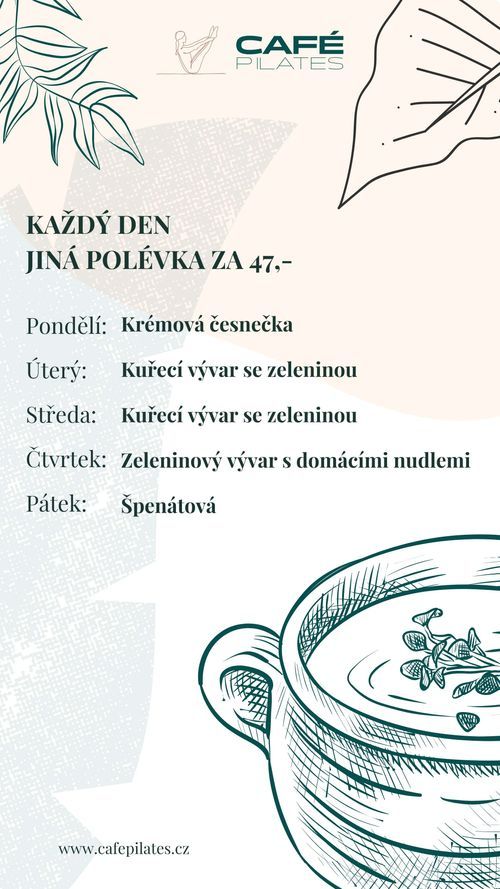 CAFÉ
PILATES
KAŽDÝ DEN
JINÁ POLÉVKA ZA 47,-
Pondělí: Krémová česnečka
Úterý: Kuřecí vývar se zeleninou
Středa: Kuřecí vývar se zeleninou
Čtvrtek: Zeleninový vývar s domácími nudlemi
Pátek: Špenátová
www.cafepilates.cz